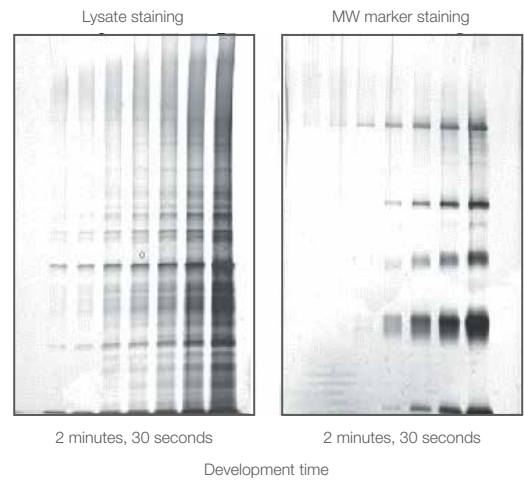 Lysate staining
MW marker staining
2 minutes, 30 seconds
2 minutes, 30 seconds
Development time